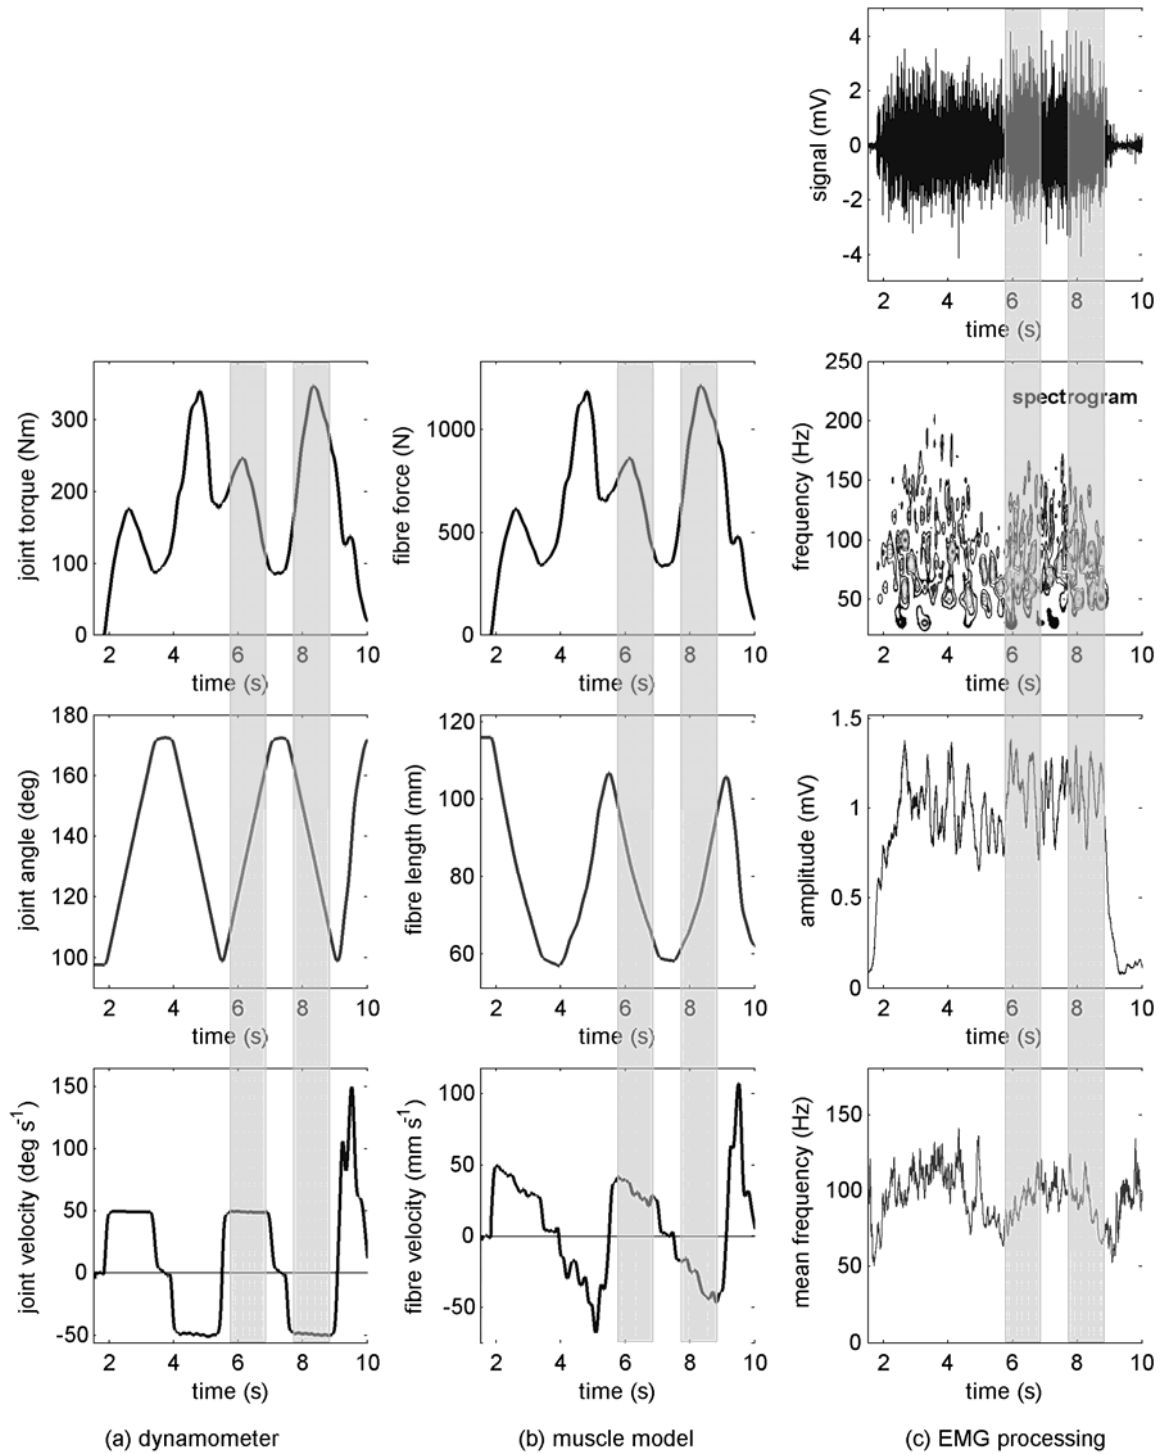 4
2
0
-2
-4
signal (mV)
2 4 6 8 10
time (s)
300
200
100
0
joint torque (Nm)
2 4 6 8 10
time (s)
1000
500
0
fibre force (N)
2 4 6 8 10
time (s)
250
200
150
100
50
frequency (Hz)
spectrogram
2 4 6 8 10
time (s)
180
160
140
120
100
joint angle (deg)
2 4 6 8 10
time (s)
120
100
80
60
fibre length (mm)
2 4 6 8 10
time (s)
1.5
1
0.5
0
amplitude (mV)
2 4 6 8 10
time (s)
150
100
50
0
-50
joint velocity (deg s-1)
2 4 6 8 10
time (s)
100
50
0
-50
fibre velocity (mm s-1)
2 4 6 8 10
time (s)
150
100
50
0
mean frequency (Hz)
2 4 6 8 10
time (s)
(a) dynamometer
(b) muscle model
(c) EMG processing